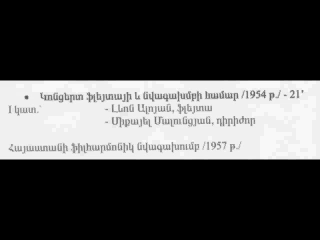 • Կոնցերտ ֆլեյտայի և նվագախմբի համար /1954 թ./ - 21’
I կատ.՝ - Լևոն Ալոյան, ֆլեյտա
- Միքայել Մալունցյան, դիրիժոր
Հայաստանի ֆիլհարմոնիկ նվագախումբ /1957 թ./